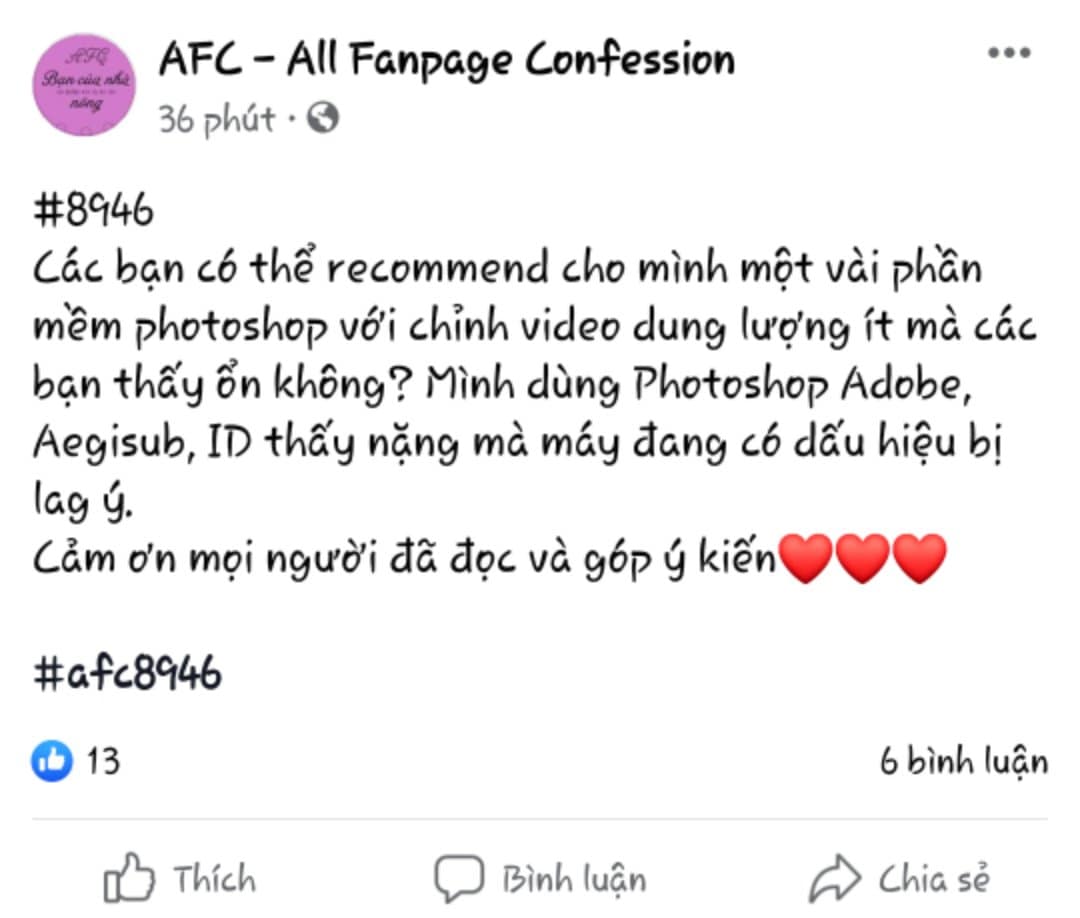 AFC
Bạn của nhà
nông
AFC - All Fanpage Confession
36 phút ·
#8946
Các bạn có thể recommend cho mình một vài phần
mềm photoshop với chỉnh video dung lượng ít mà các
bạn thấy ổn không? Mình dùng Photoshop Adobe,
Aegisub, ID thấy nặng mà máy đang có dấu hiệu bị
lag ý.
Cảm ơn mọi người đã đọc và góp ý kiến❤️❤️❤️
#afc8946
13
6 bình luận
Thích
Bình luận
Chia sẻ